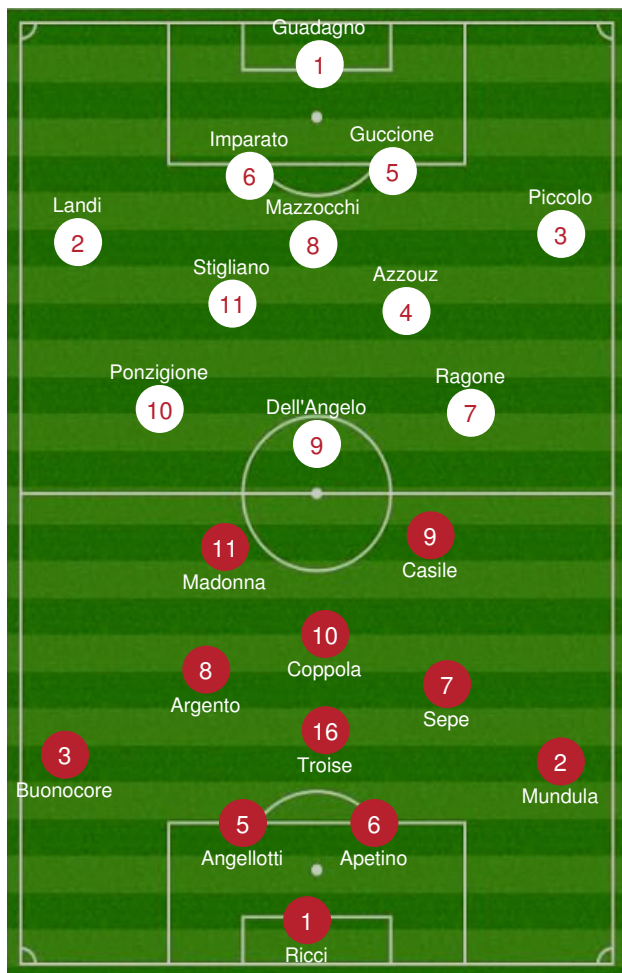 Guadagno
1
Guccione
Imparato
5
6
Piccolo
Landi
Mazzocchi
3
2
8
Stigliano
Azzouz
11
4
Ponzigione
Ragone
10
7
Dell'Angelo
9
9
11
Casile
Madonna
10
Coppola
8
7
Argento
Sepe
16
3
Troise
2
Buonocore
Mundula
5
6
Angellotti
Apetino
1
Ricci